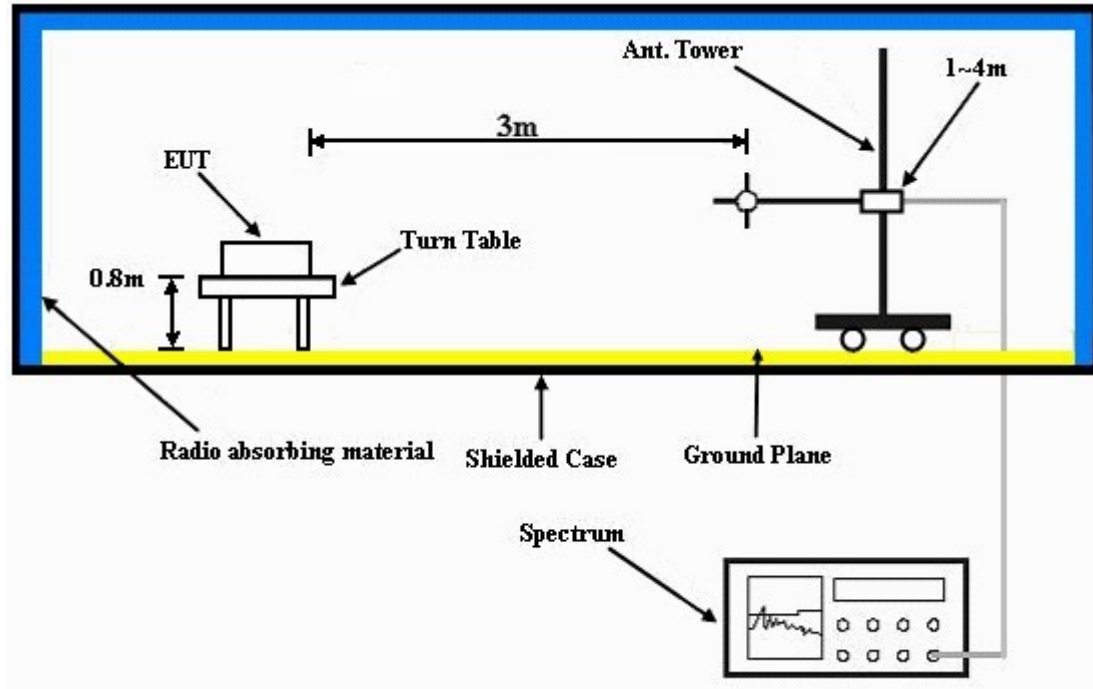 Ant. Tower
1~4m
3m
EUT
Turn Table
0.8m
Radio absorbing material
Shielded Case
Ground Plane
Spectrum